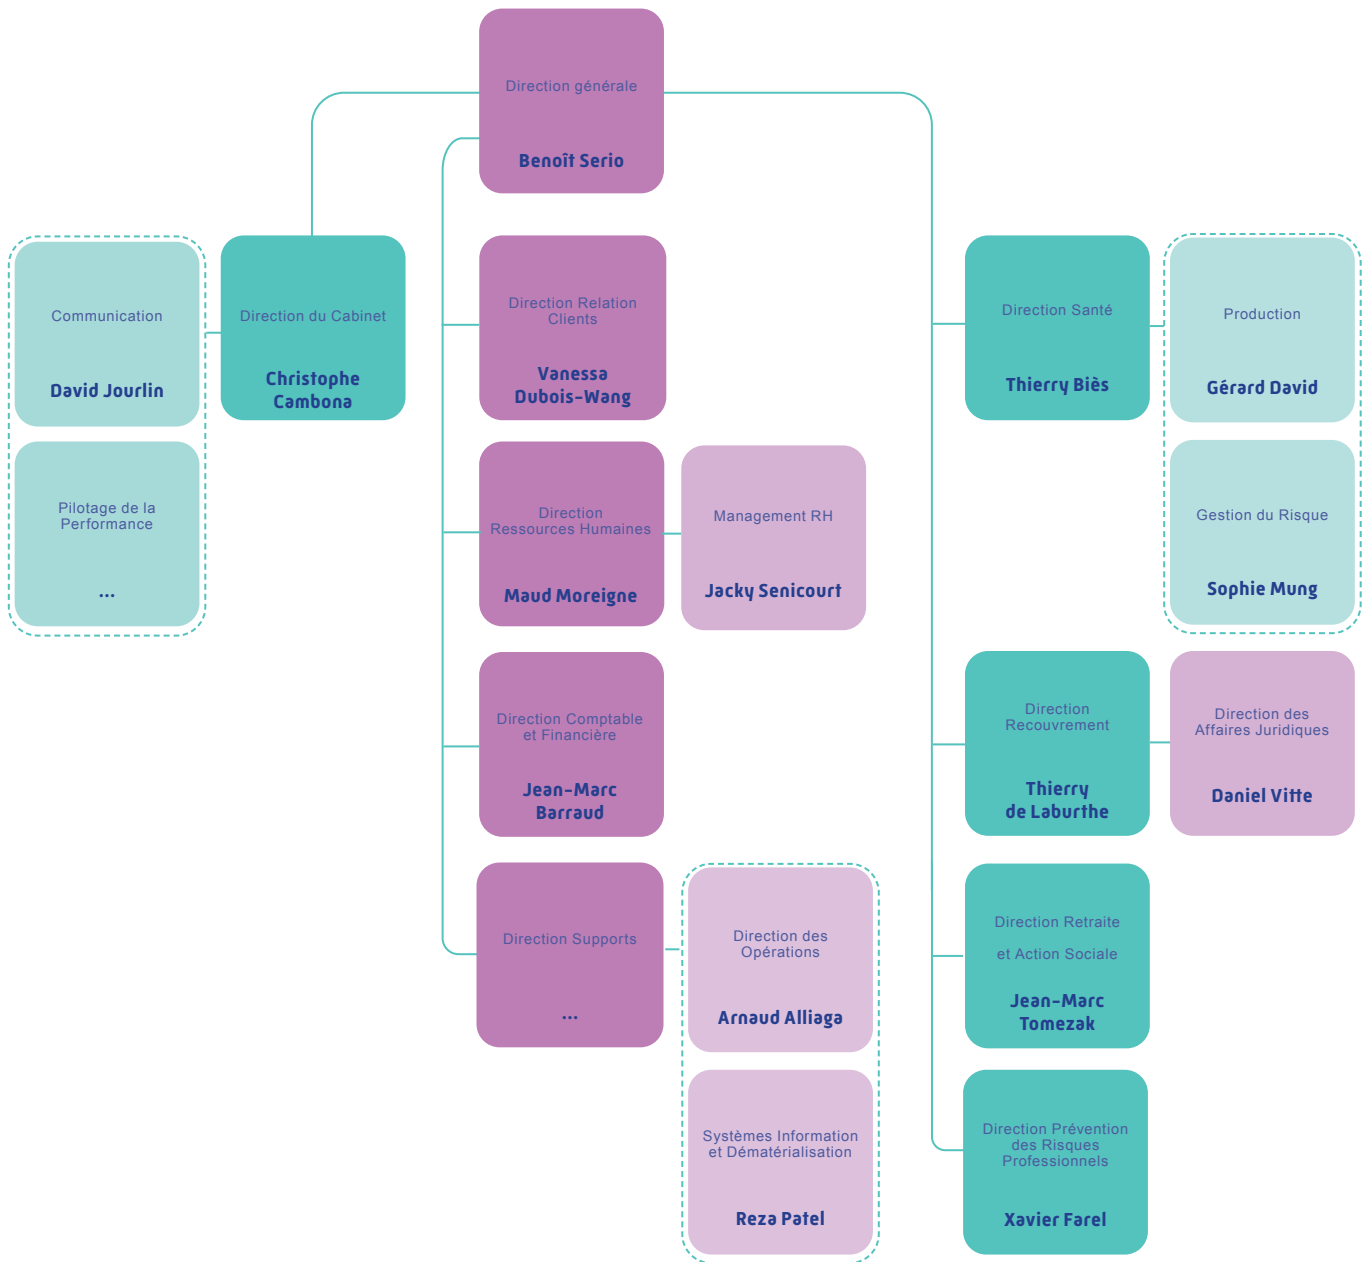 Direction générale
Benoît Serio
Communication
David Jourlin
Pilotage de la
Performance
...
Direction du Cabinet
Christophe
Cambona
Direction Relation
Clients
Vanessa
Dubois-Wang
Direction
Ressources Humaines
Maud Moreigne
Management RH
Jacky Senicourt
Direction Comptable
et Financière
Jean-Marc
Barraud
Direction Supports
...
Direction des
Opérations
Arnaud Alliaga
Systèmes Information
et Dématérialisation
Reza Patel
Direction Santé
Thierry Biès
Production
Gérard David
Gestion du Risque
Sophie Mung
Direction
Recouvrement
Thierry
de Laburthe
Direction des
Affaires Juridiques
Daniel Vitte
Direction Retraite
et Action Sociale
Jean-Marc
Tomezak
Direction Prévention
des Risques
Professionnels
Xavier Farel